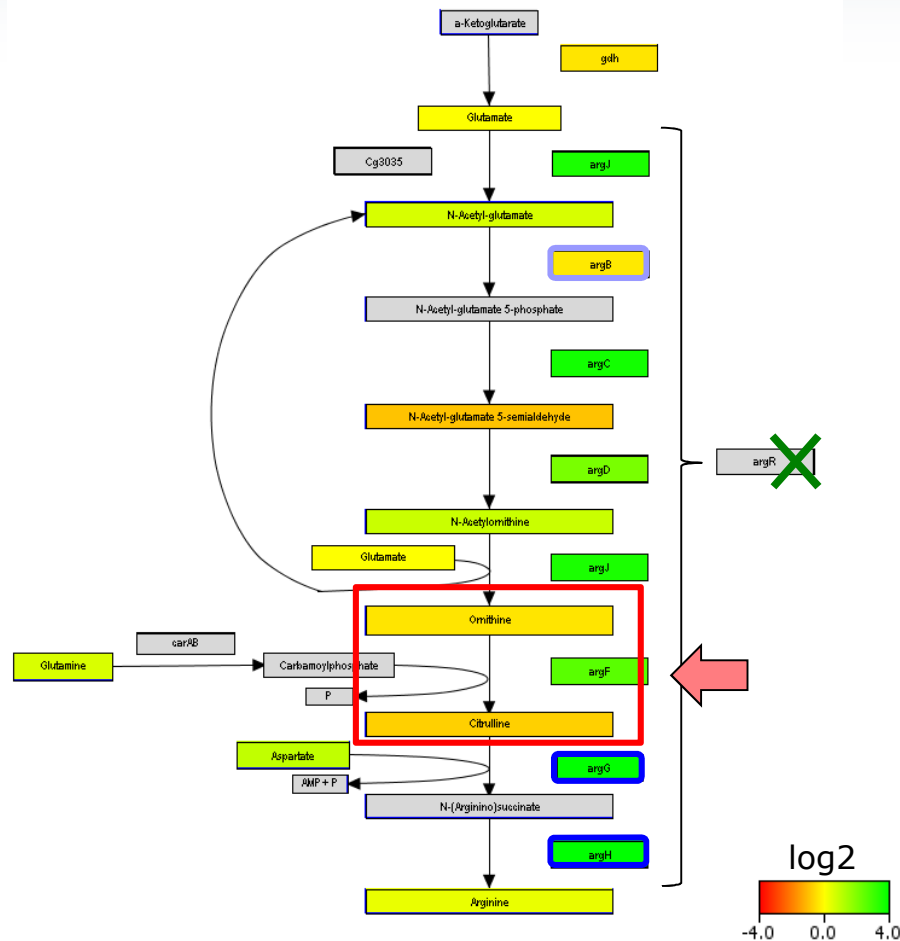 a-Ketoglutarate
gdh
Glutamate
Cg3035
argJ
N-Acetyl-glutamate
argB
N-Acetyl-glutamate 5-phosphate
argC
N-Acetyl-glutamate 5-semialdehyde
argR
argD
N-Acetylornithine
Glutamate
argJ
Ornithine
carAB
Glutamine
Carbamoylphosphate
argF
P
Citrulline
Aspartate
argG
AMP + P
N-(Arginino)succinate
argH
log2
Arginine
-4.0 0.0 4.0